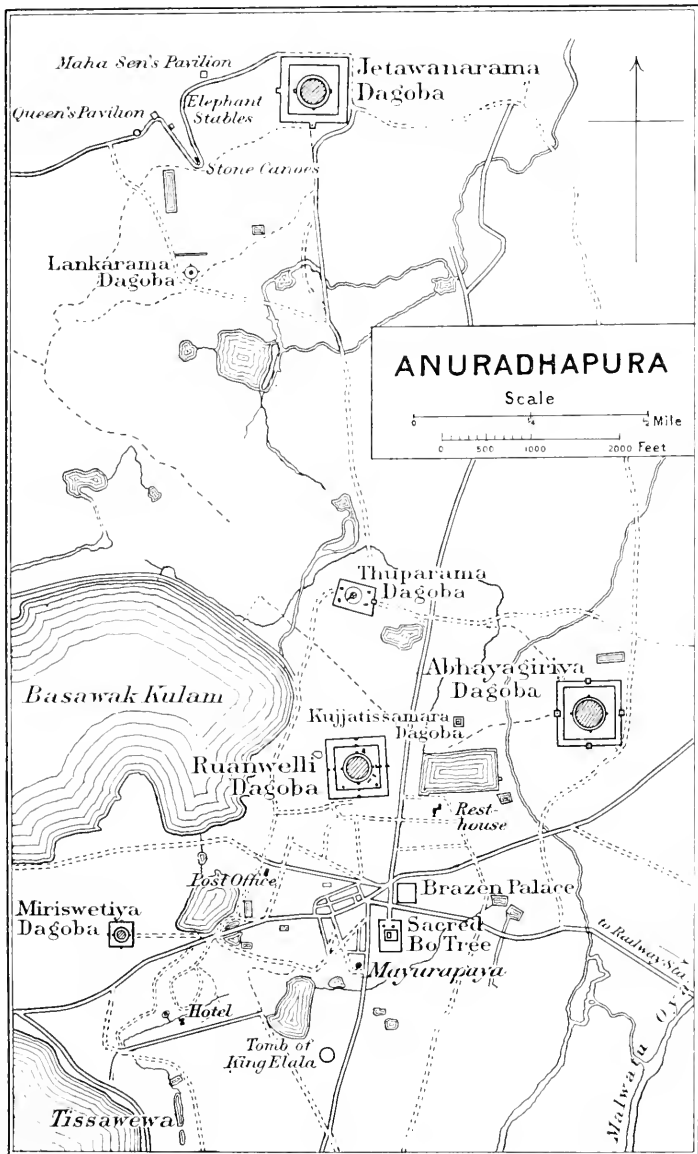 Maha Sen's Pavilion
Jetawanarama
Dagoba
Queen's Pavilion
Elephant
Stables
Stone Canoes
Lankárama
Dagoba
ANURADHAPURA
Scale
0 ¼ ½ Mile
0 500 1000 2000 Feet
Thuparama
Dagoba
Abhayagiriya
Dagoba
Basawak Kulam
Kujjatissamara
Dagoba
Ruanwelli
Dagoba
Rest-
house
Post Office
Brazen Palace
Miriswetiya
Dagoba
Sacred
Bo Tree
to Railway Sta.
Mayurapaya
Hotel
Tomb of
King Elala
Malwatu Oya
Tissawewa